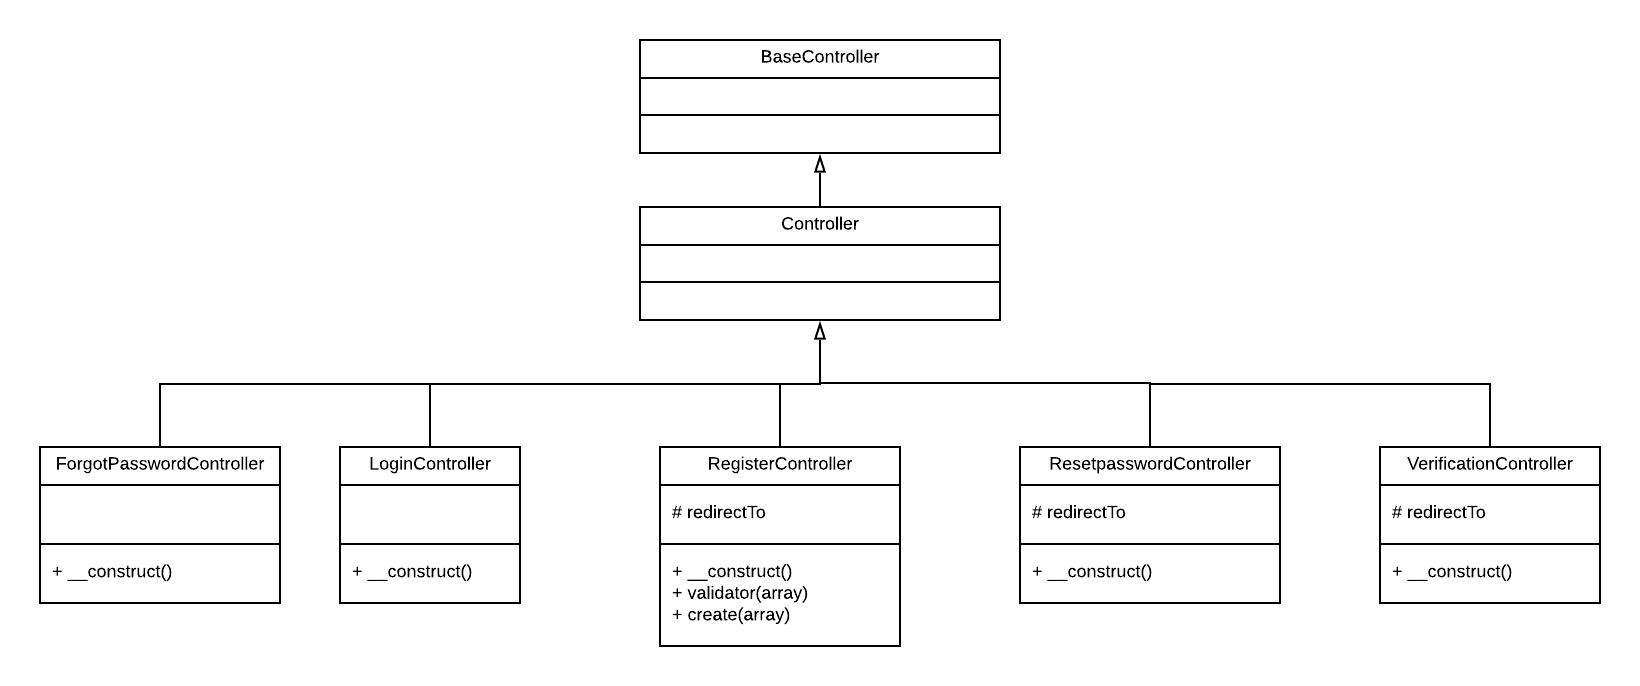 BaseController
Controller
ForgotPasswordController
+ __construct()
LoginController
+ __construct()
RegisterController
# redirectTo
+ __construct()
+ validator(array)
+ create(array)
ResetpasswordController
# redirectTo
+ __construct()
VerificationController
# redirectTo
+ __construct()